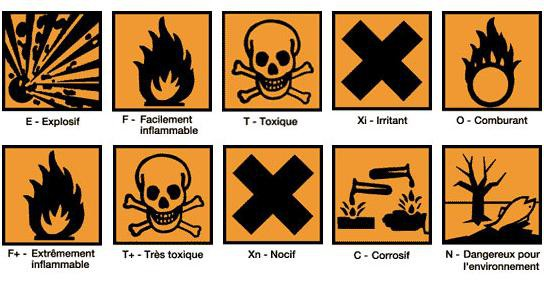 E - Explosif
F - Facilement
inflammable
T - Toxique
Xi - Irritant
O - Comburant
F+ - Extrêmement
inflammable
T+ - Très toxique
Xn - Nocif
C - Corrosif
N - Dangereux pour
l'environnement